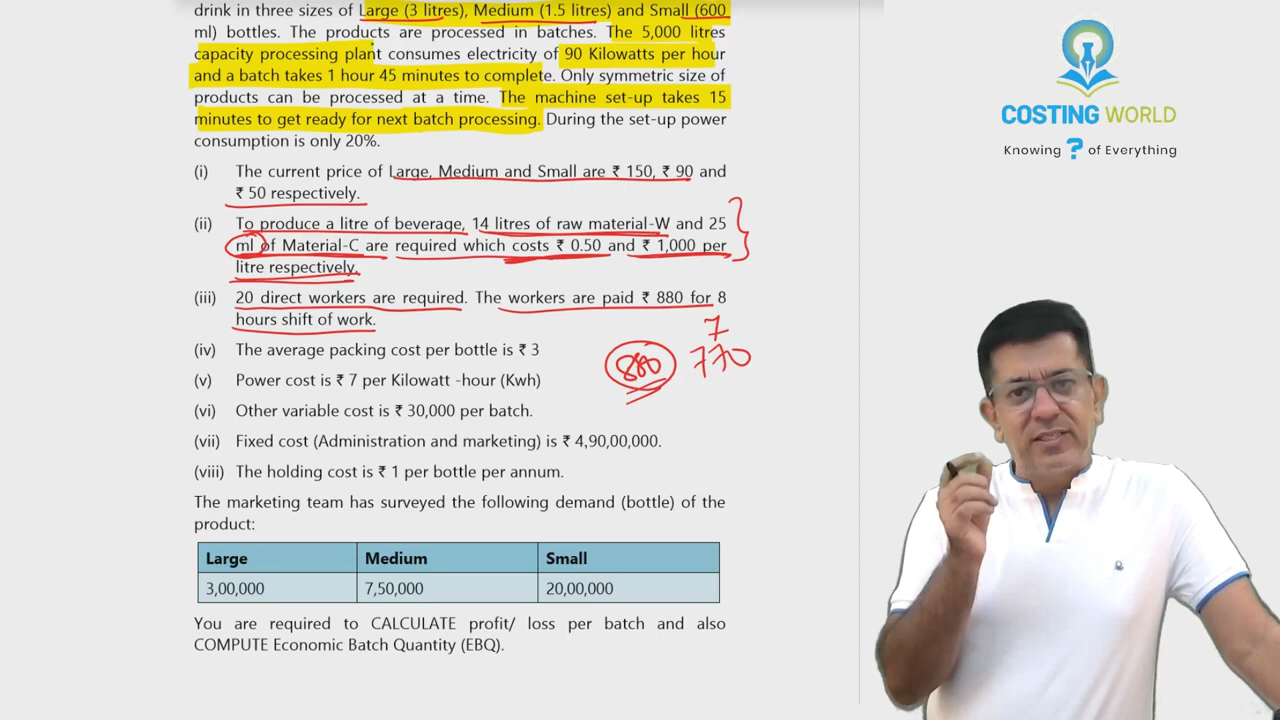 drink in three sizes of Large (3 litres), Medium (1.5 litres) and Small (600
ml) bottles. The products are processed in batches. The 5,000 litres
capacity processing plant consumes electricity of 90 Kilowatts per hour
and a batch takes 1 hour 45 minutes to complete. Only symmetric size of
products can be processed at a time. The machine set-up takes 15
minutes to get ready for next batch processing. During the set-up power
consumption is only 20%.
(i) The current price of Large, Medium and Small are ₹ 150, ₹ 90 and
₹ 50 respectively.
(ii) To produce a litre of beverage, 14 litres of raw material-W and 25
ml of Material-C are required which costs ₹ 0.50 and ₹ 1,000 per
litre respectively.
(iii) 20 direct workers are required. The workers are paid ₹ 880 for 8
hours shift of work.
7
880 770
(iv) The average packing cost per bottle is ₹ 3
(v) Power cost is ₹ 7 per Kilowatt -hour (Kwh)
(vi) Other variable cost is ₹ 30,000 per batch.
(vii) Fixed cost (Administration and marketing) is ₹ 4,90,00,000.
(viii) The holding cost is ₹ 1 per bottle per annum.
The marketing team has surveyed the following demand (bottle) of the
product:
Large Medium Small
3,00,000 7,50,000 20,00,000
You are required to CALCULATE profit/ loss per batch and also
COMPUTE Economic Batch Quantity (EBQ).
COSTING WORLD
Knowing ? of Everything